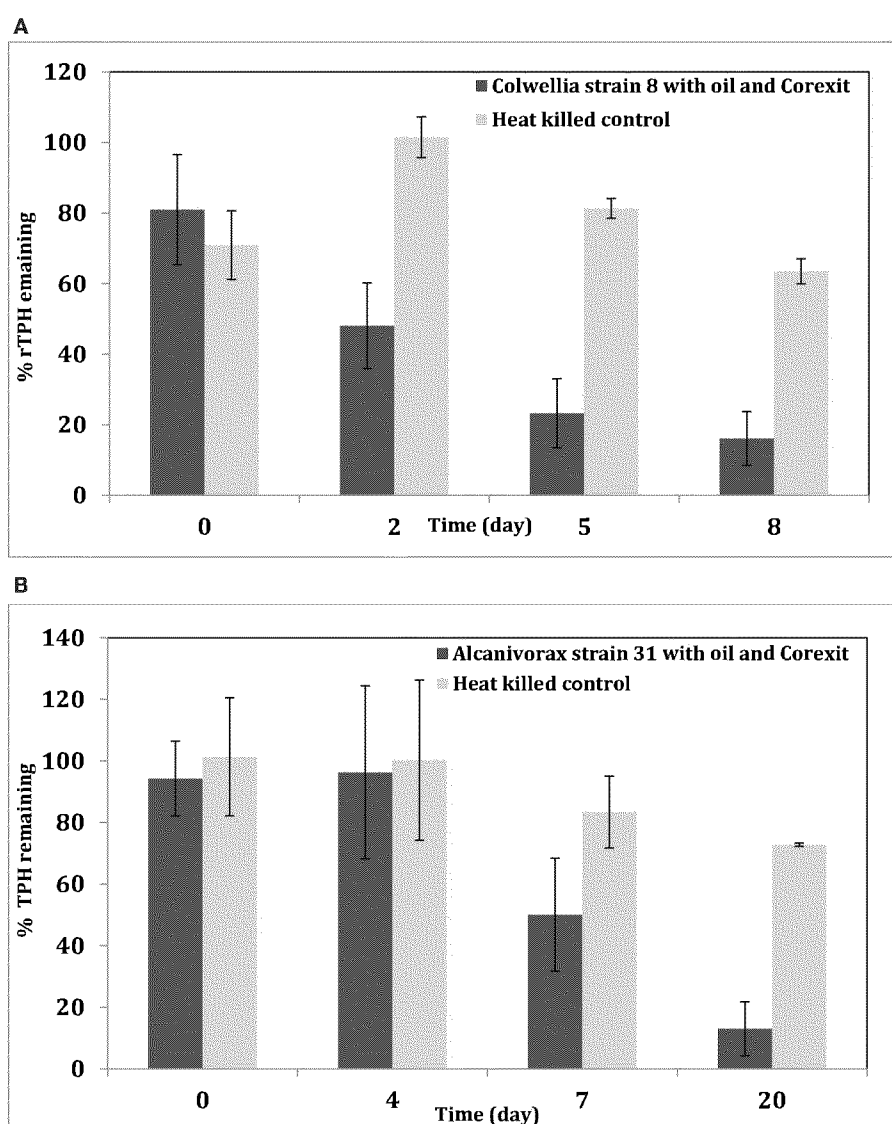 A
120
100
80
60
40
20
0
% rTPH emaining
Colwellia strain 8 with oil and Corexit
Heat killed control
0 2 5 8
Time (day)
B
140
120
100
80
60
40
20
0
% TPH remaining
Alcanivorax strain 31 with oil and Corexit
Heat killed control
0 4 7 20
Time (day)